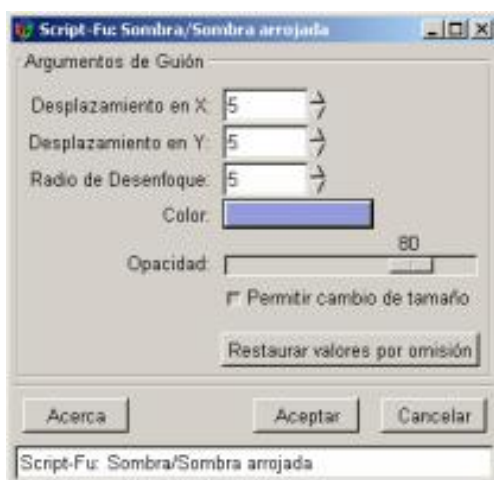 Script-Fu: Sombra/Sombra arrojada
Argumentos de Guión
Desplazamiento en X: 5
Desplazamiento en Y: 5
Radio de Desenfoque: 5
Color:
80
Opacidad:
Permitir cambio de tamaño
Restaurar valores por omisión
Acerca Aceptar Cancelar
Script-Fu: Sombra/Sombra arrojada